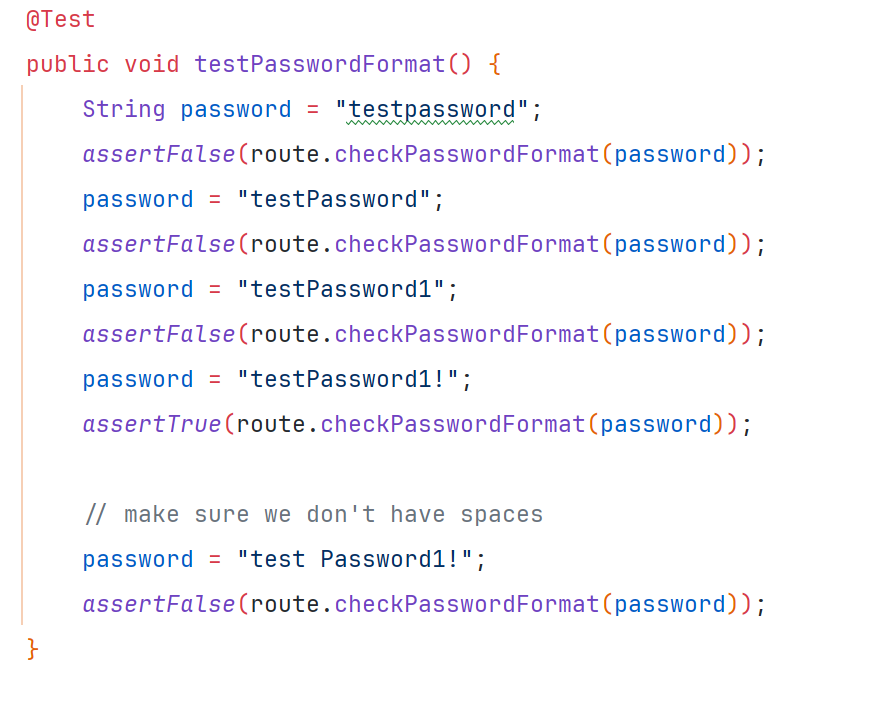 @Test
public void testPasswordFormat() {
    String password = "testpassword";
    assertFalse(route.checkPasswordFormat(password));
    password = "testPassword";
    assertFalse(route.checkPasswordFormat(password));
    password = "testPassword1";
    assertFalse(route.checkPasswordFormat(password));
    password = "testPassword1!";
    assertTrue(route.checkPasswordFormat(password));
    // make sure we don't have spaces
    password = "test Password1!";
    assertFalse(route.checkPasswordFormat(password));
}